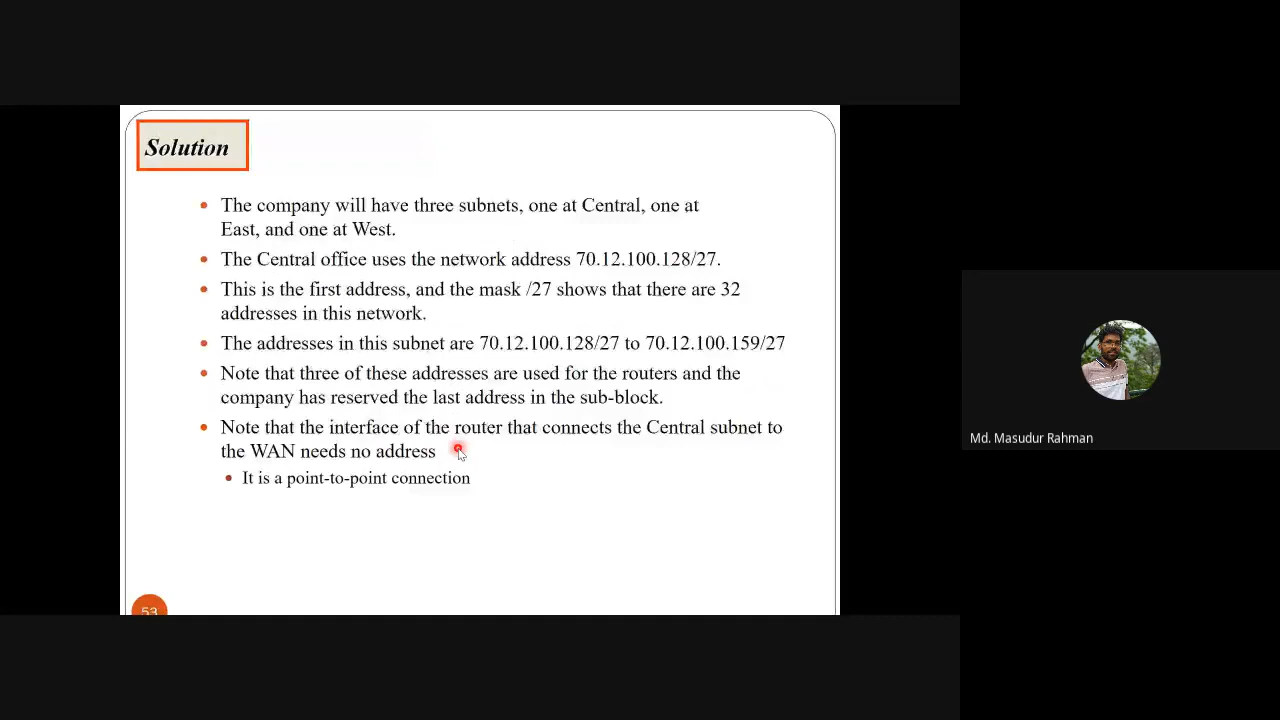 Solution
The company will have three subnets, one at Central, one at
East, and one at West.
The Central office uses the network address 70.12.100.128/27.
This is the first address, and the mask /27 shows that there are 32
addresses in this network.
The addresses in this subnet are 70.12.100.128/27 to 70.12.100.159/27
Note that three of these addresses are used for the routers and the
company has reserved the last address in the sub-block.
Note that the interface of the router that connects the Central subnet to
the WAN needs no address
It is a point-to-point connection
53
Md. Masudur Rahman